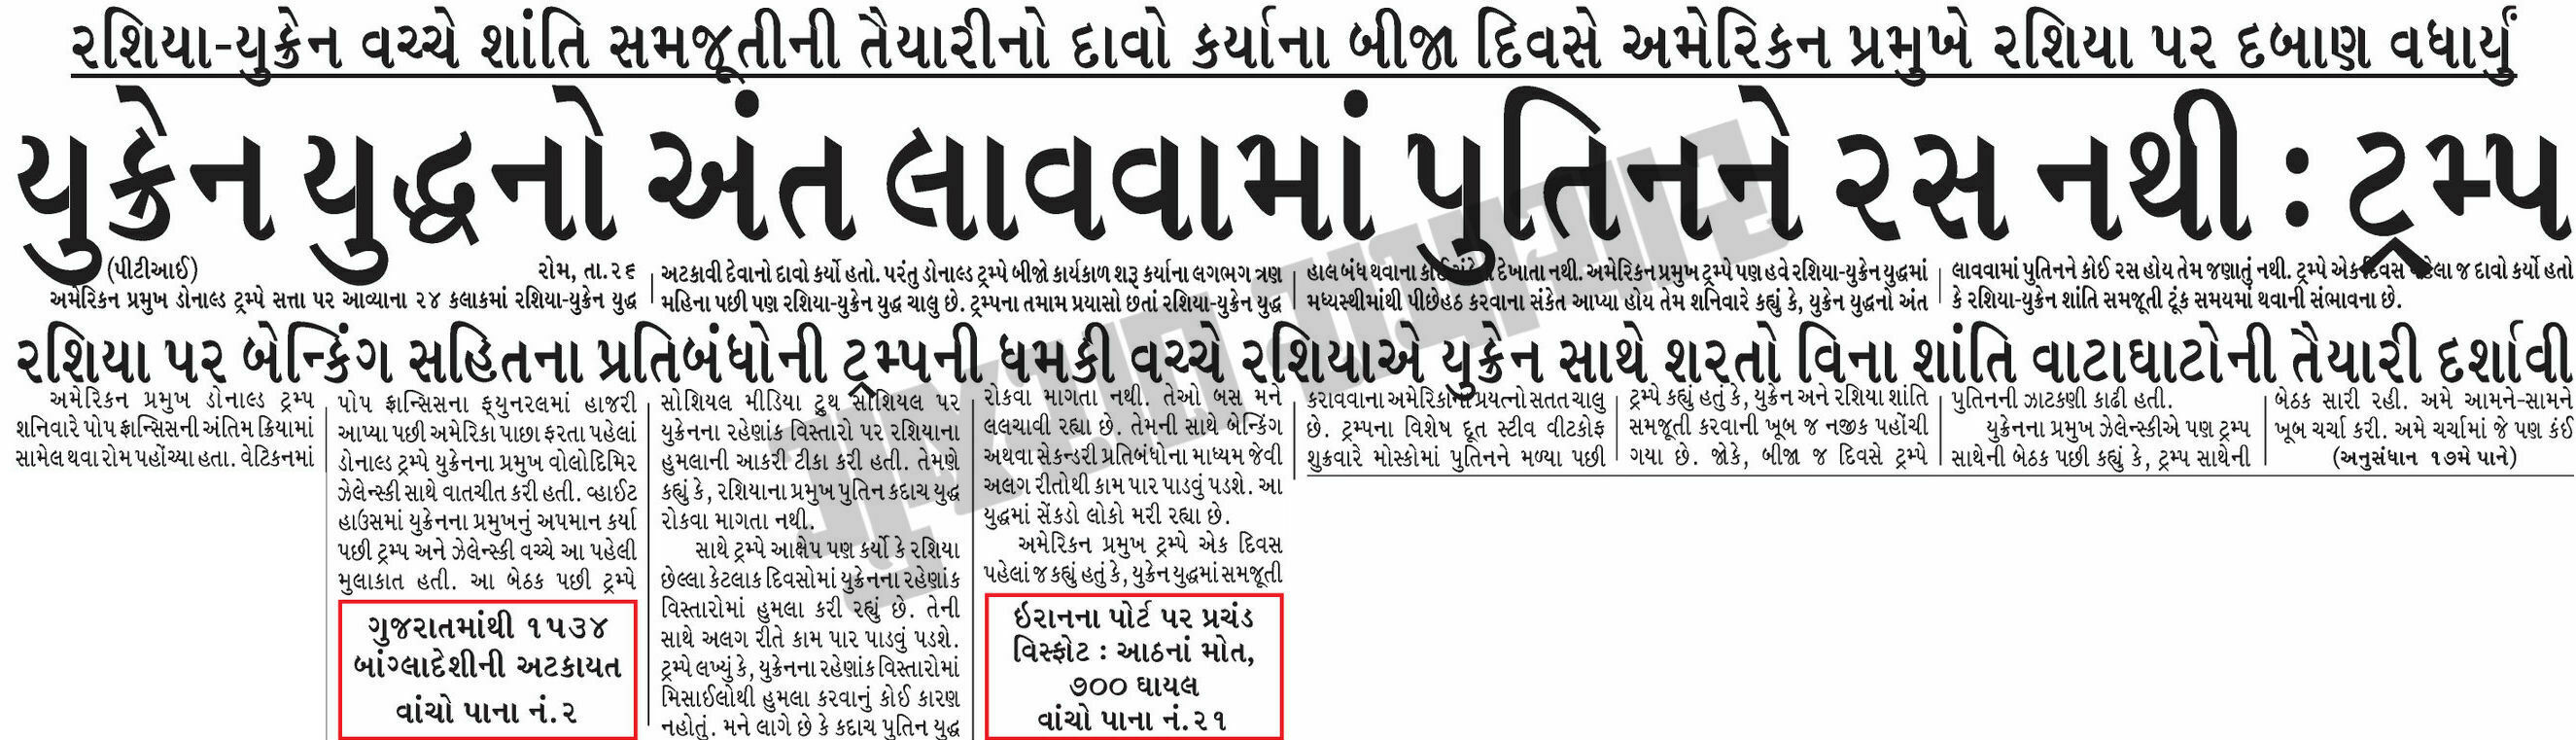 રશિયા-યુક્રેન વચ્ચે શાંતિ સમજૂતીની તૈયારીનો દાવો કર્યાના બીજા દિવસે અમેરિકન પ્રમુખે રશિયા પર દબાણ વધાર્યું
યુક્રેન યુદ્ધનો અંત લાવવામાં પુતિનને રસ નથી : ટ્રમ્પ
(પીટીઆઈ) રોમ, તા.૨૬
અમેરિકન પ્રમુખ ડોનાલ્ડ ટ્રમ્પે સત્તા પર આવ્યાના ૨૪ કલાકમાં રશિયા-યુક્રેન યુદ્ધ
અટકાવી દેવાનો દાવો કર્યો હતો. પરંતુ ડોનાલ્ડ ટ્રમ્પે બીજો કાર્યકાળ શરૂ કર્યાના લગભગ ત્રણ
મહિના પછી પણ રશિયા-યુક્રેન યુદ્ધ ચાલુ છે. ટ્રમ્પના તમામ પ્રયાસો છતાં રશિયા-યુક્રેન યુદ્ધ
હાલ બંધ થવાના કોઈ સંકેત દેખાતા નથી. અમેરિકન પ્રમુખ ટ્રમ્પે પણ હવે રશિયા-યુક્રેન યુદ્ધમાં
મધ્યસ્થીમાંથી પીછેહઠ કરવાના સંકેત આપ્યા હોય તેમ શનિવારે કહ્યું કે, યુક્રેન યુદ્ધનો અંત
લાવવામાં પુતિનને કોઈ રસ હોય તેમ જણાતું નથી. ટ્રમ્પે એક દિવસ પહેલા જ દાવો કર્યો હતો
કે રશિયા-યુક્રેન શાંતિ સમજૂતી ટૂંક સમયમાં થવાની સંભાવના છે.
રશિયા પર બેન્કિંગ સહિતના પ્રતિબંધોની ટ્રમ્પની ધમકી વચ્ચે રશિયાએ યુક્રેન સાથે શરતો વિના શાંતિ વાટાઘાટોની તૈયારી દર્શાવી
અમેરિકન પ્રમુખ ડોનાલ્ડ ટ્રમ્પ
શનિવારે પોપ ફ્રાન્સિસની અંતિમ ક્રિયામાં
સામેલ થવા રોમ પહોંચ્યા હતા. વેટિકનમાં
પોપ ફ્રાન્સિસના ફ્યુનરલમાં હાજરી
આપ્યા પછી અમેરિકા પાછા ફરતા પહેલાં
ડોનાલ્ડ ટ્રમ્પે યુક્રેનના પ્રમુખ વોલોદિમિર
ઝેલેન્સ્કી સાથે વાતચીત કરી હતી. વ્હાઈટ
હાઉસમાં યુક્રેનના પ્રમુખનું અપમાન કર્યા
પછી ટ્રમ્પ અને ઝેલેન્સ્કી વચ્ચે આ પહેલી
મુલાકાત હતી. આ બેઠક પછી ટ્રમ્પે
ગુજરાતમાંથી ૧૫૩૪
બાંગ્લાદેશીની અટકાયત
વાંચો પાના નં.૨
સોશિયલ મીડિયા ટ્રુથ સોશિયલ પર
યુક્રેનના રહેણાંક વિસ્તારો પર રશિયાના
હુમલાની આકરી ટીકા કરી હતી. તેમણે
કહ્યું કે, રશિયાના પ્રમુખ પુતિન કદાચ યુદ્ધ
રોકવા માગતા નથી.
સાથે ટ્રમ્પે આક્ષેપ પણ કર્યો કે રશિયા
છેલ્લા કેટલાક દિવસોમાં યુક્રેનના રહેણાંક
વિસ્તારોમાં હુમલા કરી રહ્યું છે. તેની
સાથે અલગ રીતે કામ પાર પાડવું પડશે.
ટ્રમ્પે લખ્યું કે, યુક્રેનના રહેણાંક વિસ્તારોમાં
મિસાઈલોથી હુમલા કરવાનું કોઈ કારણ
નહોતું. મને લાગે છે કે કદાચ પુતિન યુદ્ધ
રોકવા માગતા નથી. તેઓ બસ મને
લલચાવી રહ્યા છે. તેમની સાથે બેન્કિંગ
અથવા સેકન્ડરી પ્રતિબંધોના માધ્યમ જેવી
અલગ રીતોથી કામ પાર પાડવું પડશે. આ
યુદ્ધમાં સેંકડો લોકો મરી રહ્યા છે.
અમેરિકન પ્રમુખ ટ્રમ્પે એક દિવસ
પહેલાં જ કહ્યું હતું કે, યુક્રેન યુદ્ધમાં સમજૂતી
ઇરાનના પોર્ટ પર પ્રચંડ
વિસ્ફોટ : આઠનાં મોત,
૭૦૦ ઘાયલ
વાંચો પાના નં.૨૧
કરાવવાના અમેરિકાના પ્રયત્નો સતત ચાલુ
છે. ટ્રમ્પના વિશેષ દૂત સ્ટીવ વીટકોફ
શુક્રવારે મોસ્કોમાં પુતિનને મળ્યા પછી
ટ્રમ્પે કહ્યું હતું કે, યુક્રેન અને રશિયા શાંતિ
સમજૂતી કરવાની ખૂબ જ નજીક પહોંચી
ગયા છે. જોકે, બીજા જ દિવસે ટ્રમ્પે
પુતિનની ઝાટકણી કાઢી હતી.
યુક્રેનના પ્રમુખ ઝેલેન્સ્કીએ પણ ટ્રમ્પ
સાથેની બેઠક પછી કહ્યું કે, ટ્રમ્પ સાથેની
બેઠક સારી રહી. અમે આમને-સામને
ખૂબ ચર્ચા કરી. અમે ચર્ચામાં જે પણ કંઈ
(અનુસંધાન ૧૭મે પાને)
ગુજરાત સમાચાર